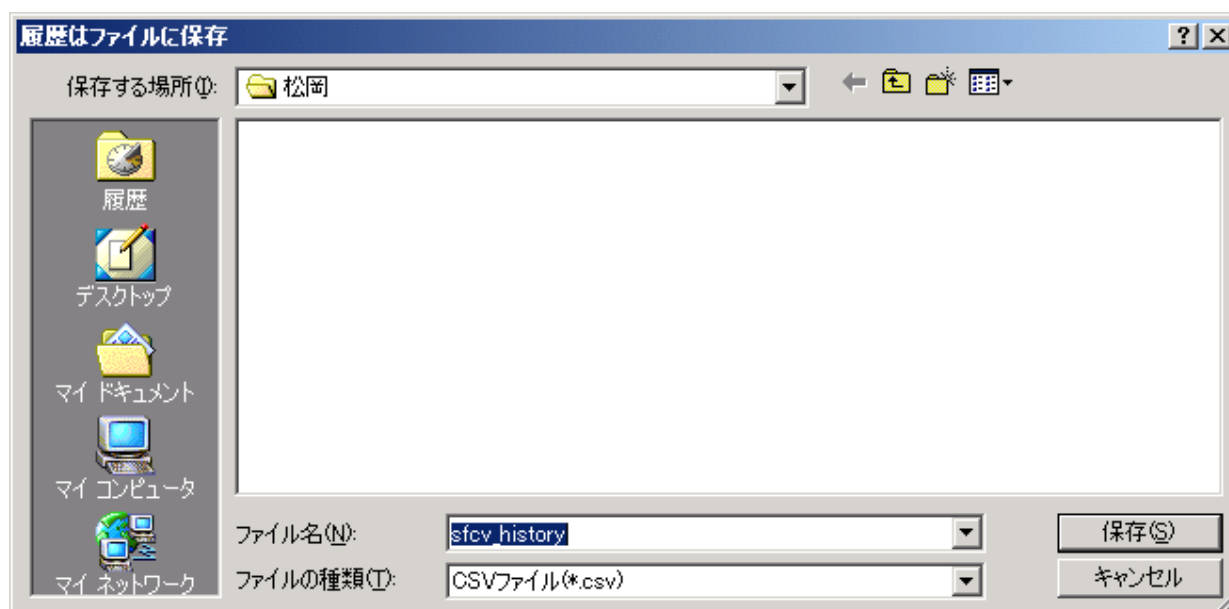 履歴はファイルに保存
保存する場所(I):
松岡
履歴
デスクトップ
マイ ドキュメント
マイ コンピュータ
マイ ネットワーク
ファイル名(N):
sfcv_history
保存(S)
ファイルの種類(T):
CSVファイル(*.csv)
キャンセル